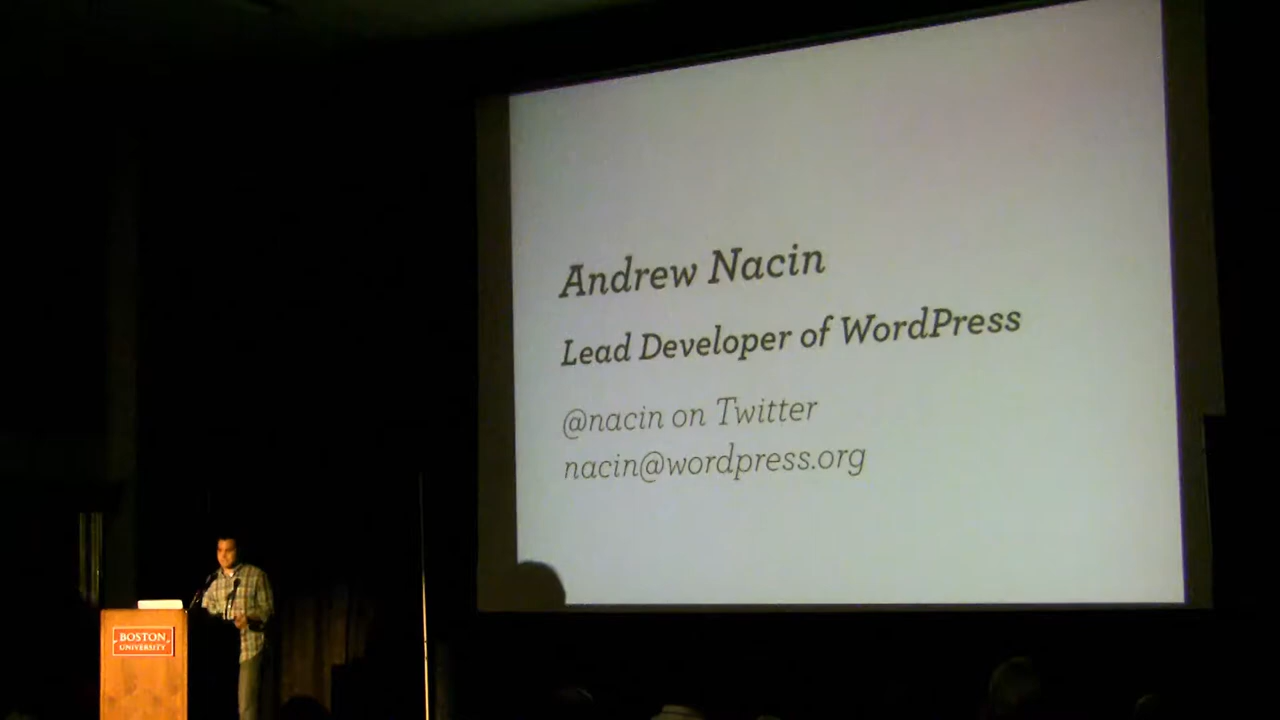 Andrew Nacin
Lead Developer of WordPress
@nacin on Twitter
nacin@wordpress.org
BOSTON
UNIVERSITY